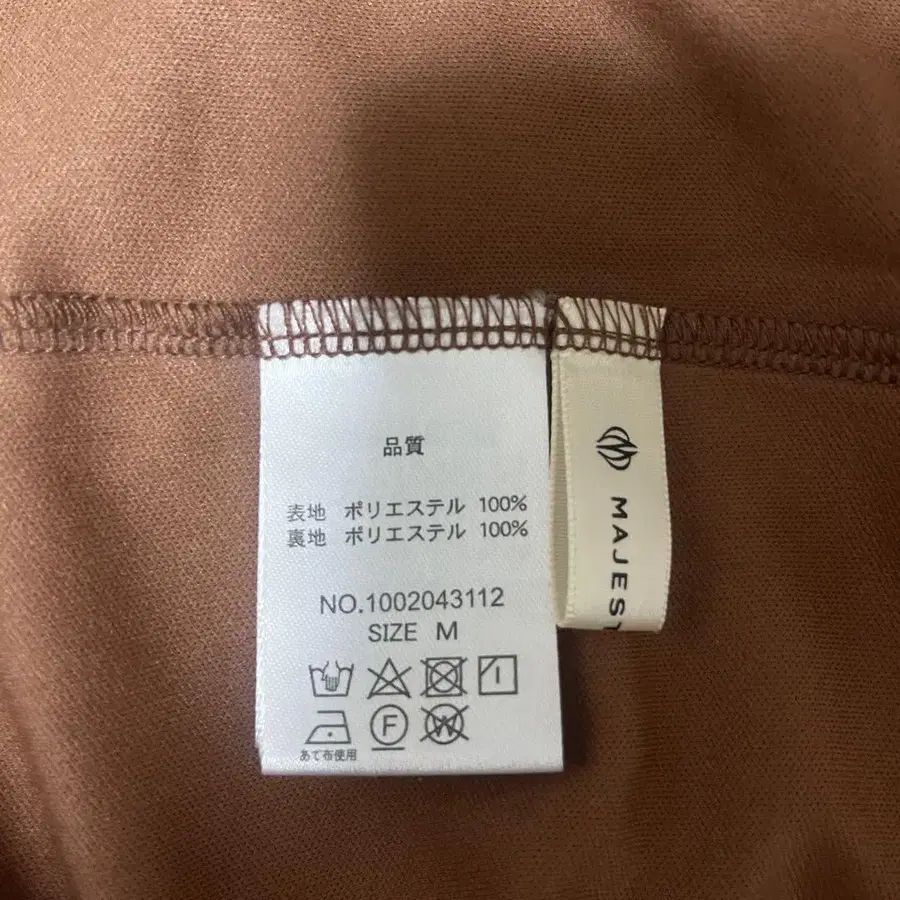 品質
表地 ポリエステル 100%
裏地 ポリエステル 100%
NO.1002043112
SIZE M
F
W
あて布使用
MAJEST